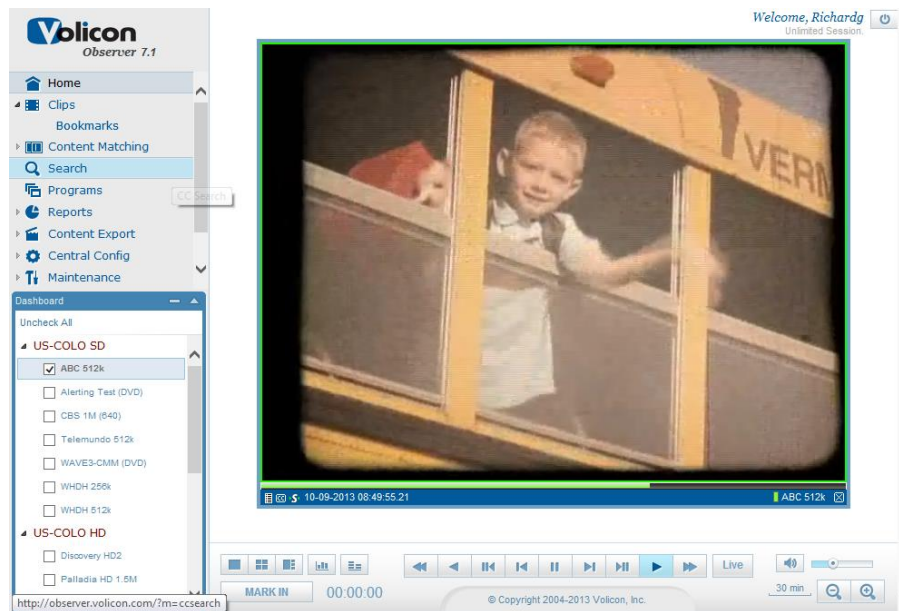 Volicon
Observer 7.1
Welcome, Richardg
Unlimited Session.
Home
Clips
Bookmarks
Content Matching
Search
CC Search
Programs
Reports
Content Export
Central Config
Maintenance
Dashboard
Uncheck All
US-COLO SD
ABC 512k
Alerting Test (DVD)
CBS 1M (640)
Telemundo 512k
WAVE3-CMM (DVD)
WHDH 256k
WHDH 512k
US-COLO HD
Discovery HD2
Palladia HD 1.5M
http://observer.volicon.com/?m=ccsearch
VERM
CC S 10-09-2013 08:49:55.21
ABC 512k
Live
30 min
MARK IN
00:00:00
© Copyright 2004-2013 Volicon, Inc.